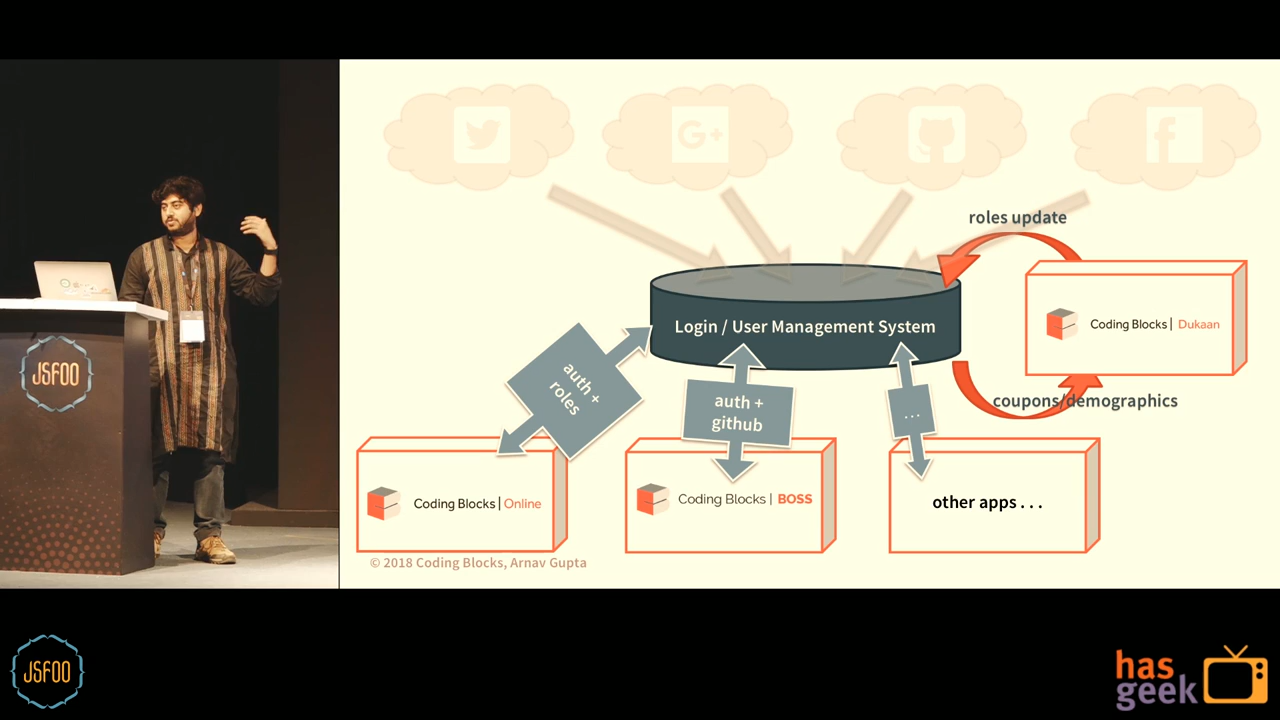 G+
roles update
Login / User Management System
Coding Blocks | Dukaan
auth +
roles
auth +
github
...
coupons/demographics
Coding Blocks | Online
Coding Blocks | BOSS
other apps . . .
© 2018 Coding Blocks, Arnav Gupta
JSFOO
JSFOO
has
geek